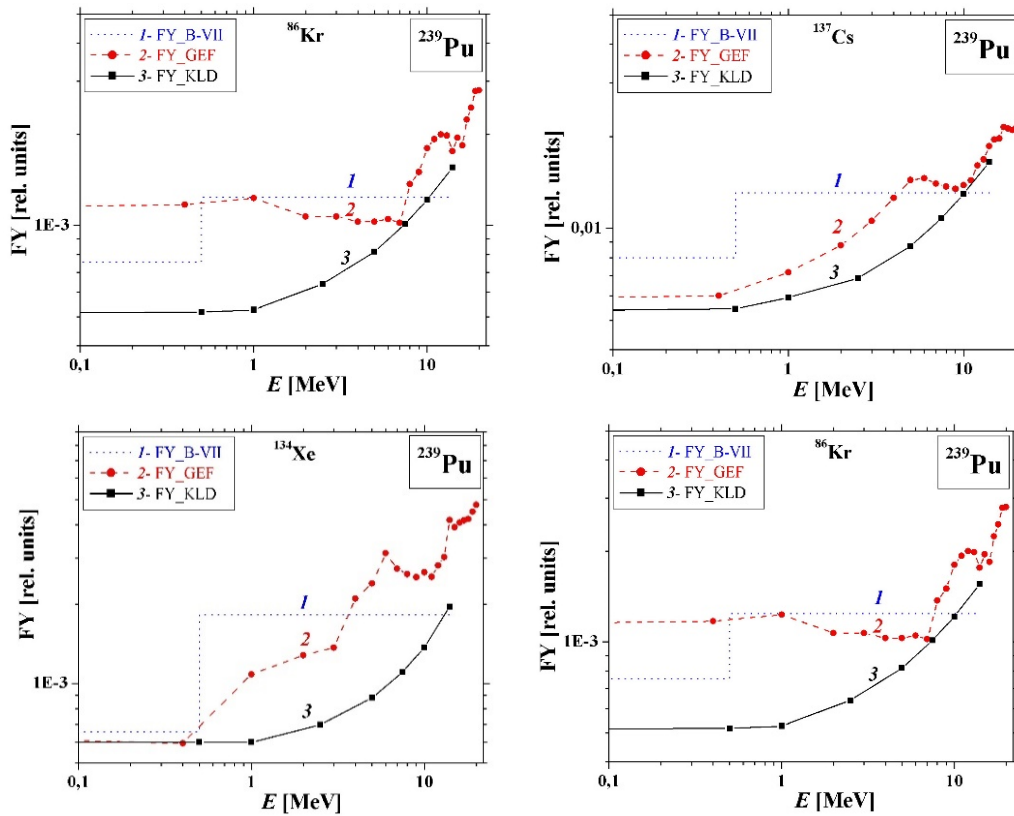 ⁸⁶Kr
²³⁹Pu
1- FY_B-VII
2- FY_GEF
3- FY_KLD
FY [rel. units]
1E-3
1
2
3
0,1
1
10
E [MeV]
¹³⁷Cs
²³⁹Pu
1- FY_B-VII
2- FY_GEF
3- FY_KLD
FY [rel. units]
0,01
1
2
3
0,1
1
10
E [MeV]
¹³⁴Xe
²³⁹Pu
1- FY_B-VII
2- FY_GEF
3- FY_KLD
FY [rel. units]
1E-3
1
2
3
0,1
1
10
E [MeV]
⁸⁶Kr
²³⁹Pu
1- FY_B-VII
2- FY_GEF
3- FY_KLD
FY [rel. units]
1E-3
1
2
3
0,1
1
10
E [MeV]